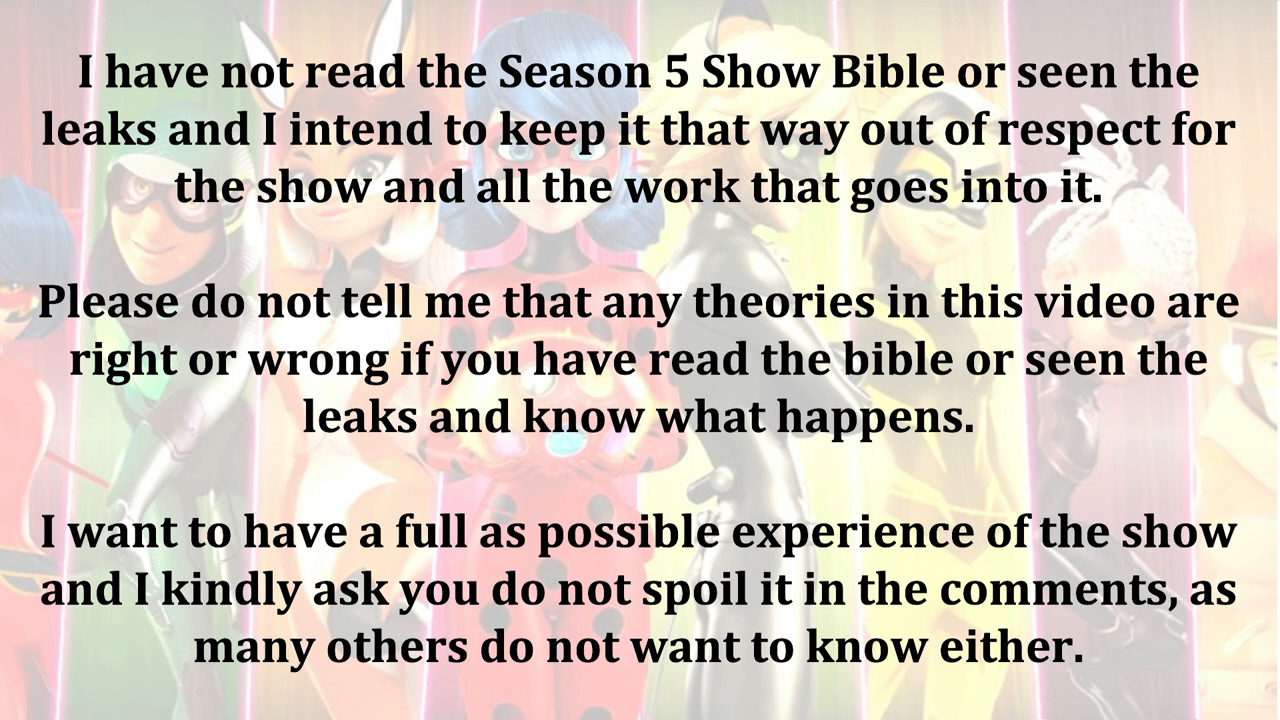 I have not read the Season 5 Show Bible or seen the
leaks and I intend to keep it that way out of respect for
the show and all the work that goes into it.
Please do not tell me that any theories in this video are
right or wrong if you have read the bible or seen the
leaks and know what happens.
I want to have a full as possible experience of the show
and I kindly ask you do not spoil it in the comments, as
many others do not want to know either.